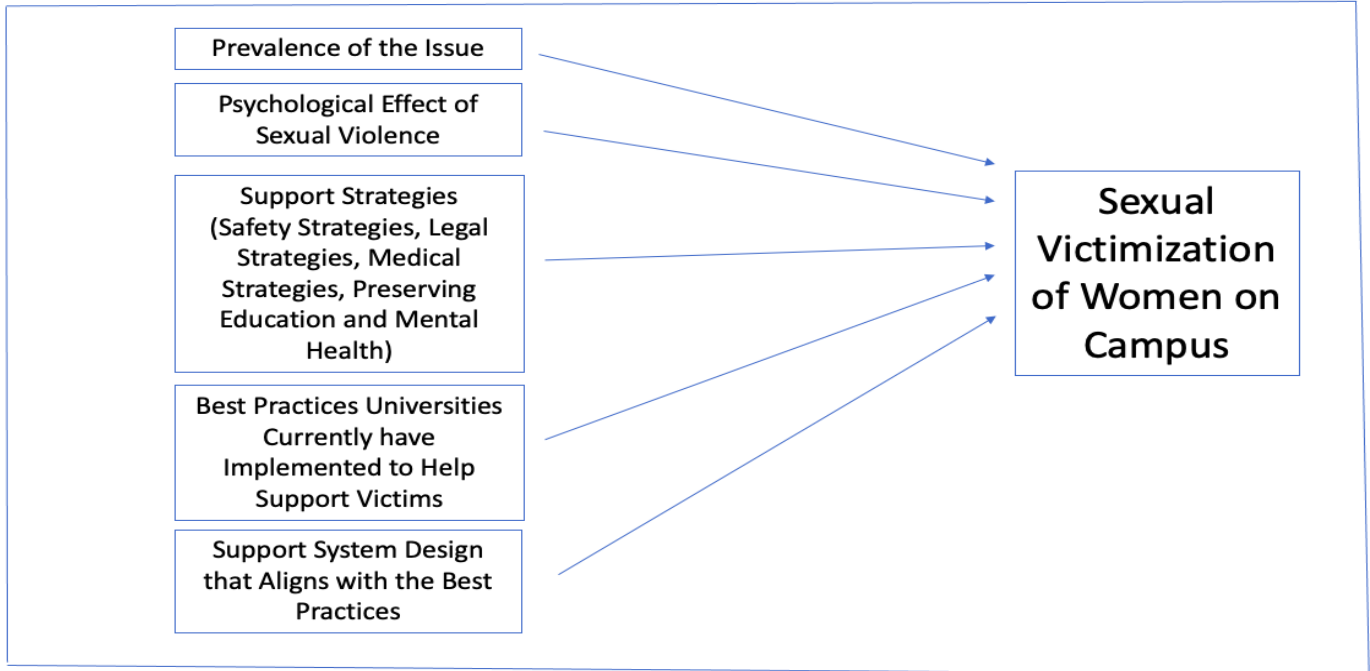 Prevalence of the Issue
Psychological Effect of
Sexual Violence
Support Strategies
(Safety Strategies, Legal
Strategies, Medical
Strategies, Preserving
Education and Mental
Health)
Best Practices Universities
Currently have
Implemented to Help
Support Victims
Support System Design
that Aligns with the Best
Practices
Sexual
Victimization
of Women on
Campus